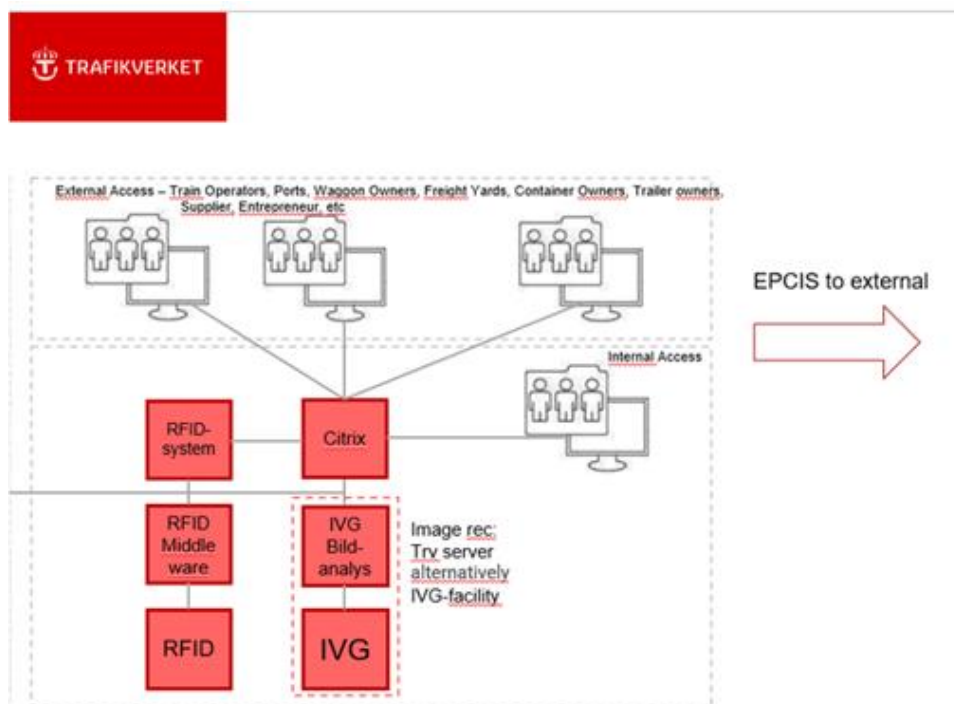 TRAFIKVERKET
External Access – Train Operators, Ports, Waggon Owners, Freight Yards, Container Owners, Trailer owners,
Supplier, Entrepreneur, etc
EPCIS to external
Internal Access
RFID-
system
Citrix
RFID
Middle
ware
IVG
Bild-
analys
Image rec:
Trv server
alternatively
IVG-facility
RFID
IVG